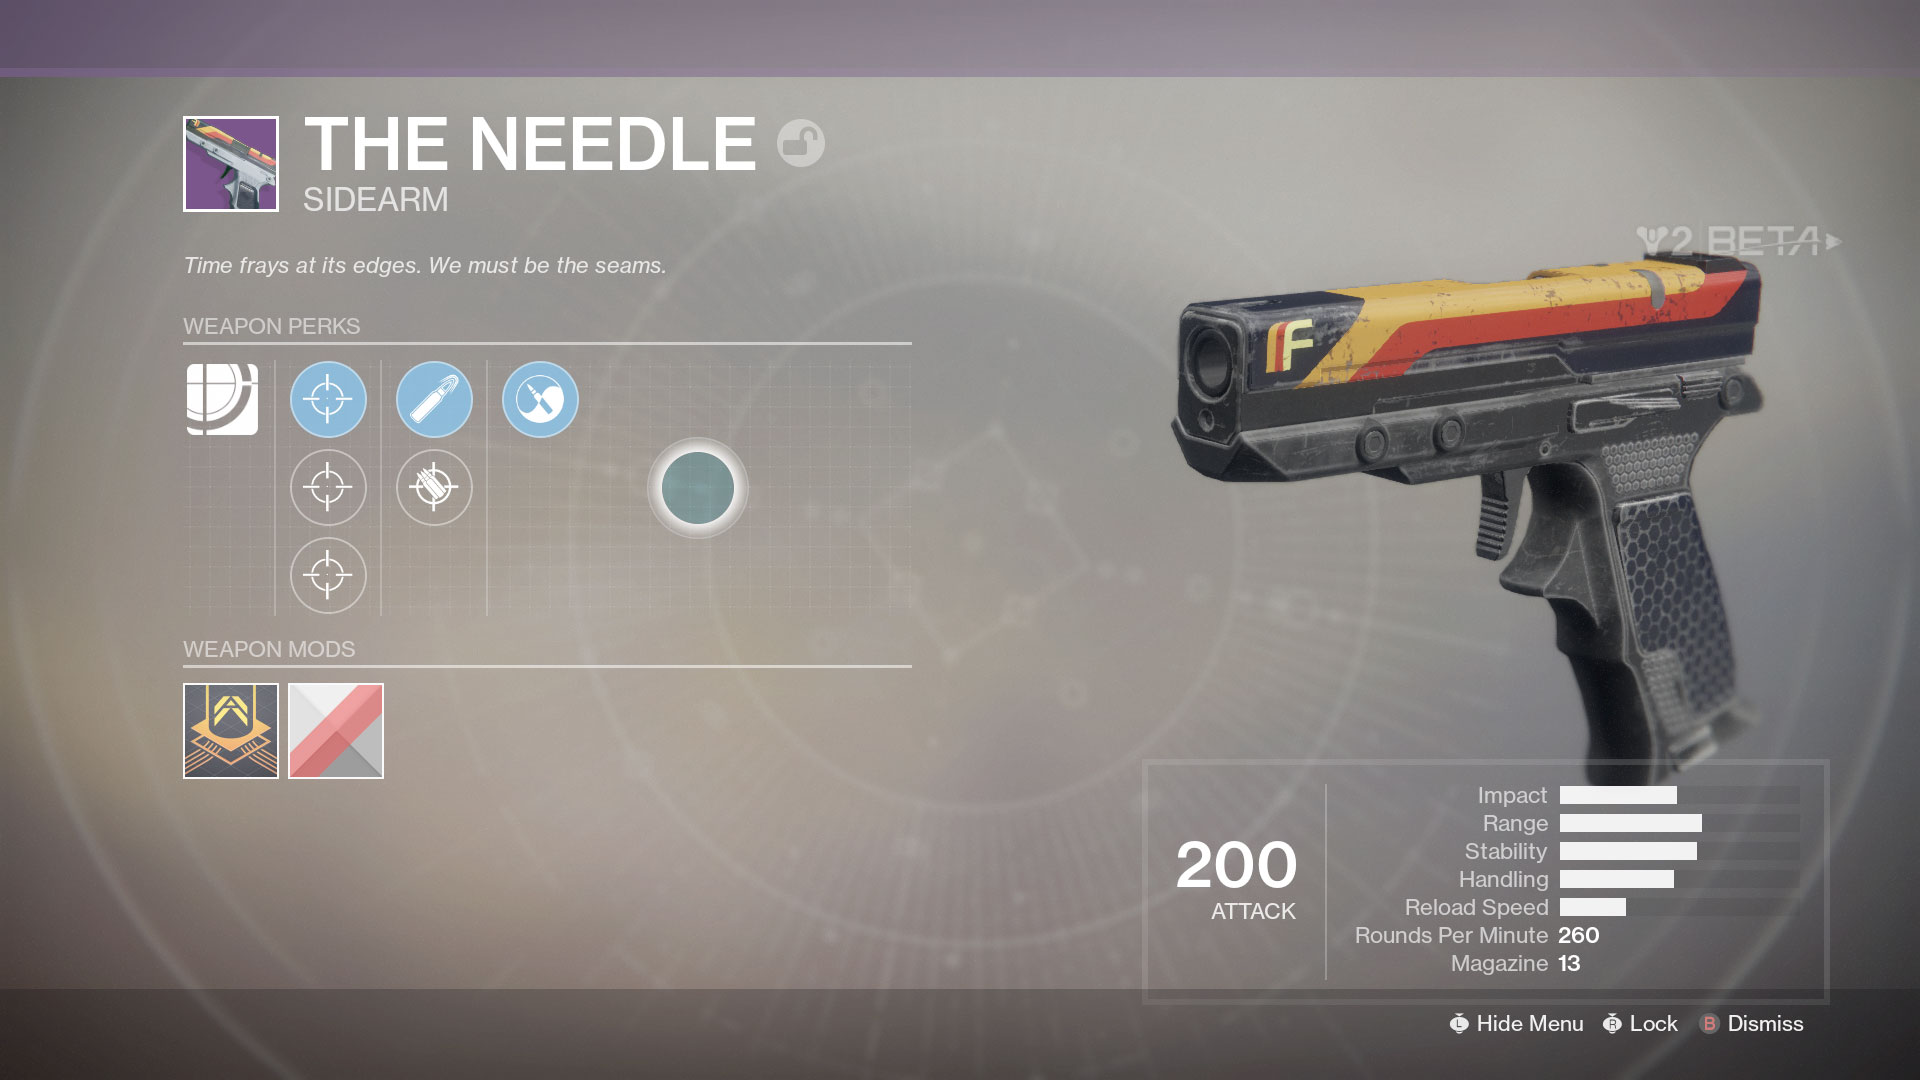 THE NEEDLE
SIDEARM
Time frays at its edges. We must be the seams.
WEAPON PERKS
WEAPON MODS
2 BETA
F
200
ATTACK
Impact
Range
Stability
Handling
Reload Speed
Rounds Per Minute 260
Magazine 13
L Hide Menu R Lock B Dismiss